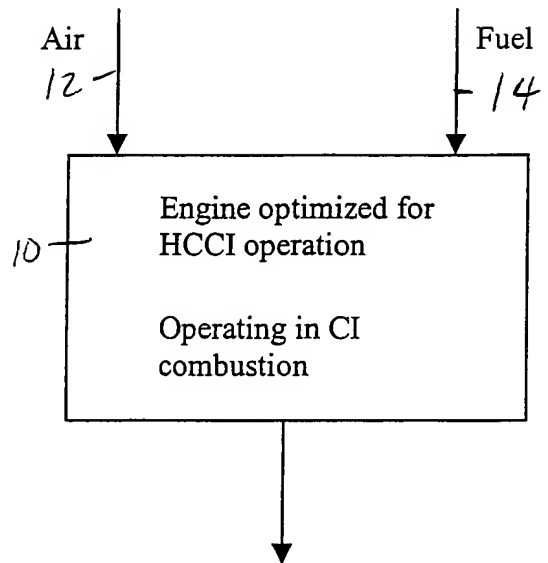 Air
Fuel
12
14
Engine optimized for
HCCI operation
10
Operating in CI
combustion